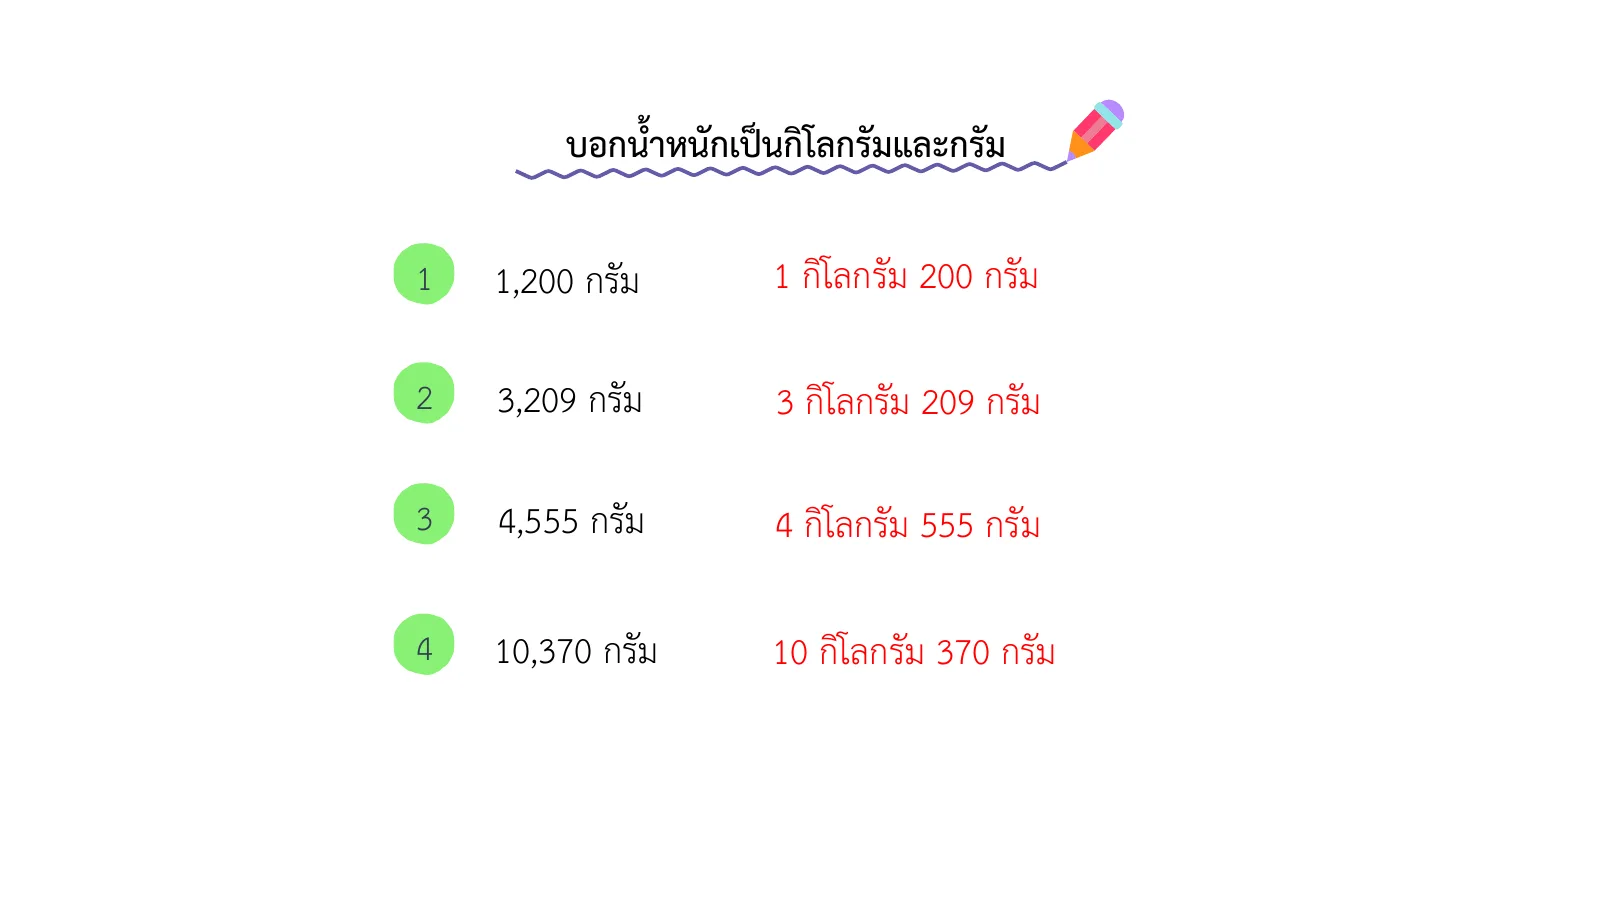 บอกน้ำหนักเป็นกิโลกรัมและกรัม
1 1,200 กรัม 1 กิโลกรัม 200 กรัม
2 3,209 กรัม 3 กิโลกรัม 209 กรัม
3 4,555 กรัม 4 กิโลกรัม 555 กรัม
4 10,370 กรัม 10 กิโลกรัม 370 กรัม